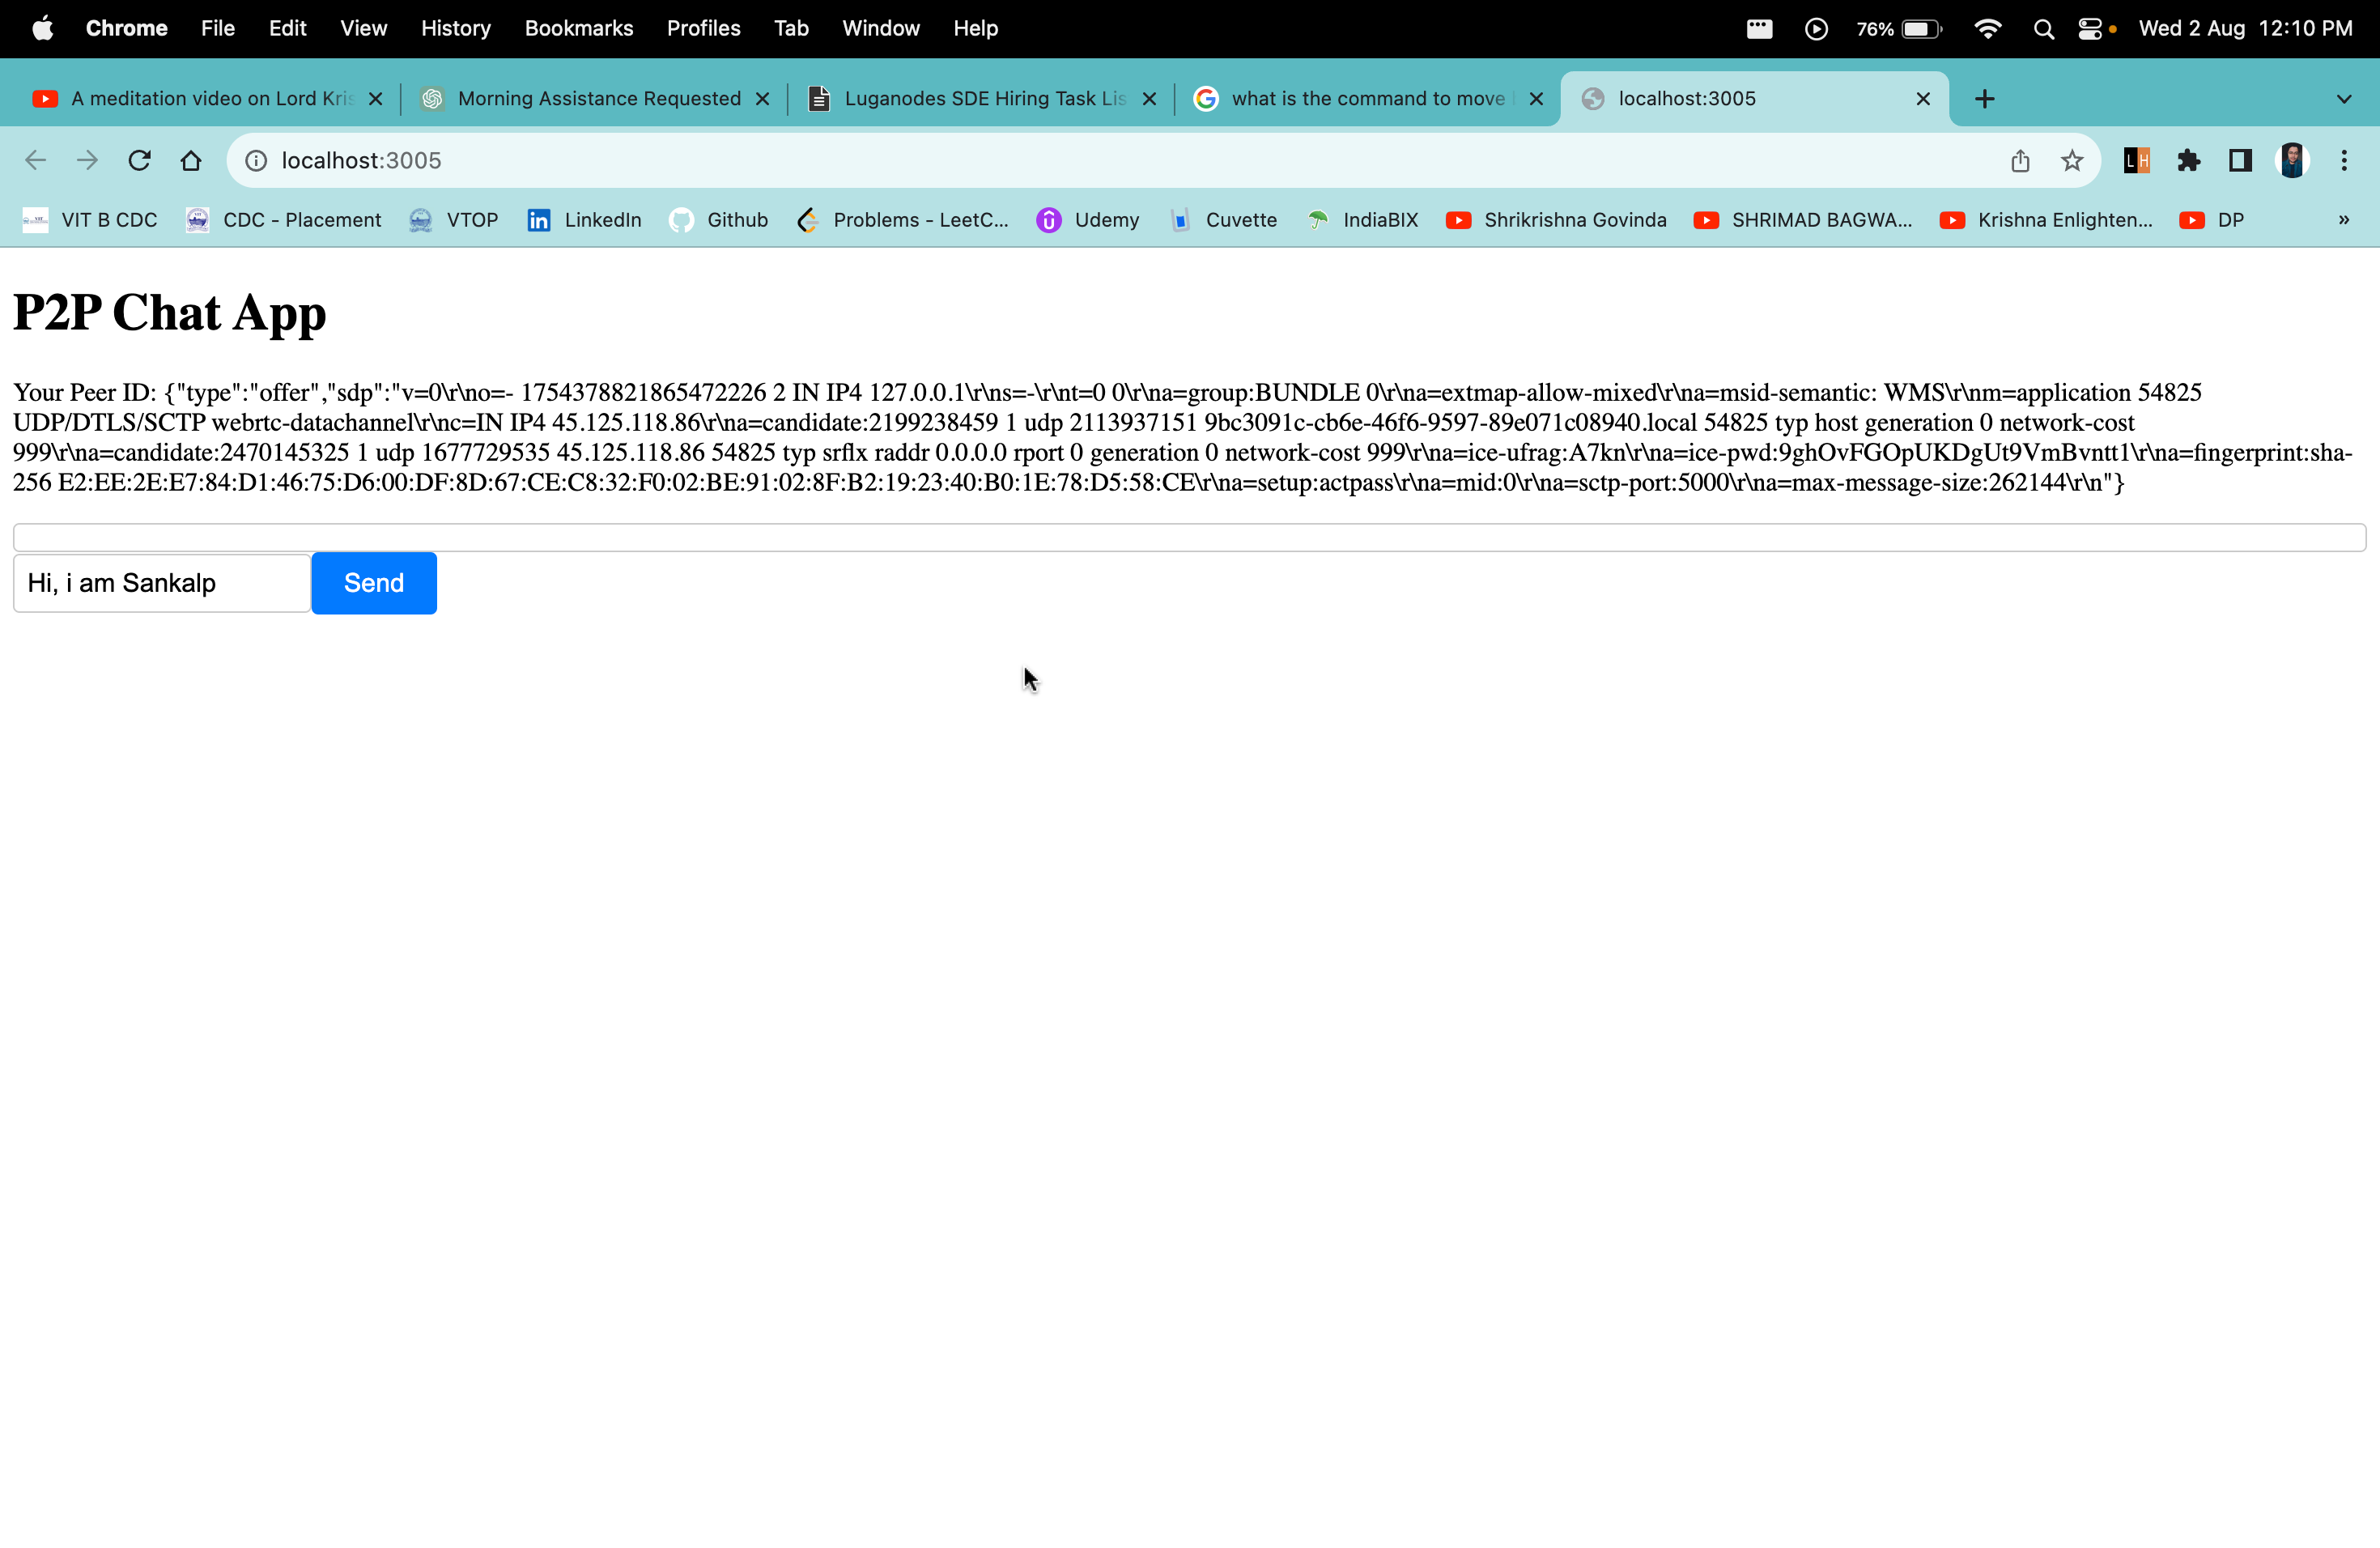 Chrome File Edit View History Bookmarks Profiles Tab Window Help 76% Wed 2 Aug 12:10 PM
A meditation video on Lord Kris Morning Assistance Requested Luganodes SDE Hiring Task Lis what is the command to move localhost:3005
localhost:3005 LH
VIT B CDC CDC - Placement VTOP LinkedIn Github Problems - LeetC... Udemy Cuvette IndiaBIX Shrikrishna Govinda SHRIMAD BAGWA... Krishna Enlighten... DP »
P2P Chat App
Your Peer ID: {"type":"offer","sdp":"v=0\r\no=- 1754378821865472226 2 IN IP4 127.0.0.1\r\ns=-\r\nt=0 0\r\na=group:BUNDLE 0\r\na=extmap-allow-mixed\r\na=msid-semantic: WMS\r\nm=application 54825
UDP/DTLS/SCTP webrtc-datachannel\r\nc=IN IP4 45.125.118.86\r\na=candidate:2199238459 1 udp 2113937151 9bc3091c-cb6e-46f6-9597-89e071c08940.local 54825 typ host generation 0 network-cost
999\r\na=candidate:2470145325 1 udp 1677729535 45.125.118.86 54825 typ srflx raddr 0.0.0.0 rport 0 generation 0 network-cost 999\r\na=ice-ufrag:A7kn\r\na=ice-pwd:9ghOvFGOpUKDgUt9VmBvntt1\r\na=fingerprint:sha-
256 E2:EE:2E:E7:84:D1:46:75:D6:00:DF:8D:67:CE:C8:32:F0:02:BE:91:02:8F:B2:19:23:40:B0:1E:78:D5:58:CE\r\na=setup:actpass\r\na=mid:0\r\na=sctp-port:5000\r\na=max-message-size:262144\r\n"}
Hi, i am Sankalp Send